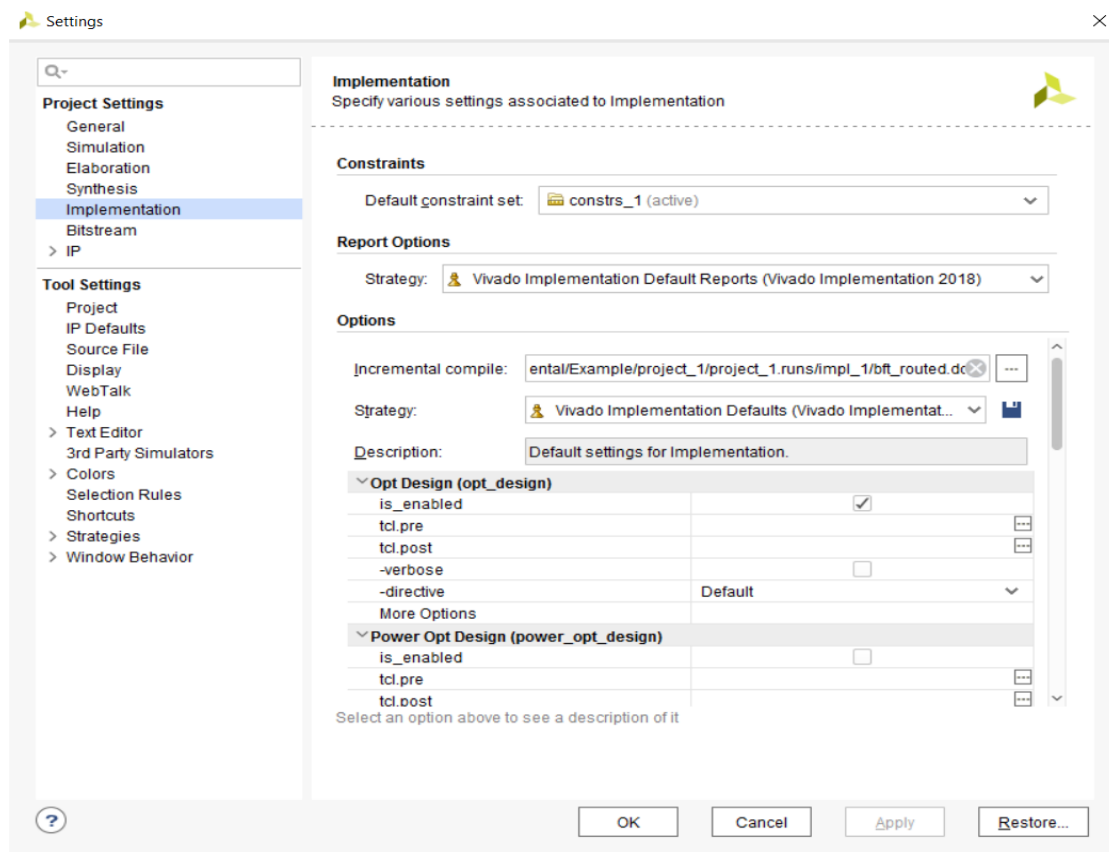 Settings
Project Settings
General
Simulation
Elaboration
Synthesis
Implementation
Bitstream
> IP
Tool Settings
Project
IP Defaults
Source File
Display
WebTalk
Help
> Text Editor
3rd Party Simulators
> Colors
Selection Rules
Shortcuts
> Strategies
> Window Behavior
Implementation
Specify various settings associated to Implementation
Constraints
Default constraint set: constrs_1 (active)
Report Options
Strategy: Vivado Implementation Default Reports (Vivado Implementation 2018)
Options
Incremental compile: ental/Example/project_1/project_1.runs/impl_1/bft_routed.dc ...
Strategy: Vivado Implementation Defaults (Vivado Implementat...
Description: Default settings for Implementation.
Opt Design (opt_design)
is_enabled
tcl.pre ...
tcl.post ...
-verbose
-directive Default
More Options
Power Opt Design (power_opt_design)
is_enabled
tcl.pre ...
tcl.post ...
Select an option above to see a description of it
? OK Cancel Apply Restore...